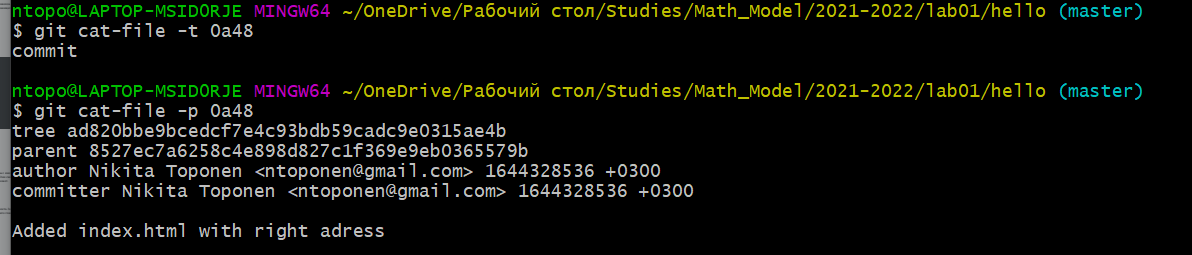 ntopo@LAPTOP-MSIDORJE MINGW64 ~/OneDrive/Рабочий стол/Studies/Math_Model/2021-2022/lab01/hello (master)
$ git cat-file -t 0a48
commit
ntopo@LAPTOP-MSIDORJE MINGW64 ~/OneDrive/Рабочий стол/Studies/Math_Model/2021-2022/lab01/hello (master)
$ git cat-file -p 0a48
tree ad820bbe9bcedcf7e4c93bdb59cadc9e0315ae4b
parent 8527ec7a6258c4e898d827c1f369e9eb0365579b
author Nikita Toponen <ntoponen@gmail.com> 1644328536 +0300
committer Nikita Toponen <ntoponen@gmail.com> 1644328536 +0300
Added index.html with right adress